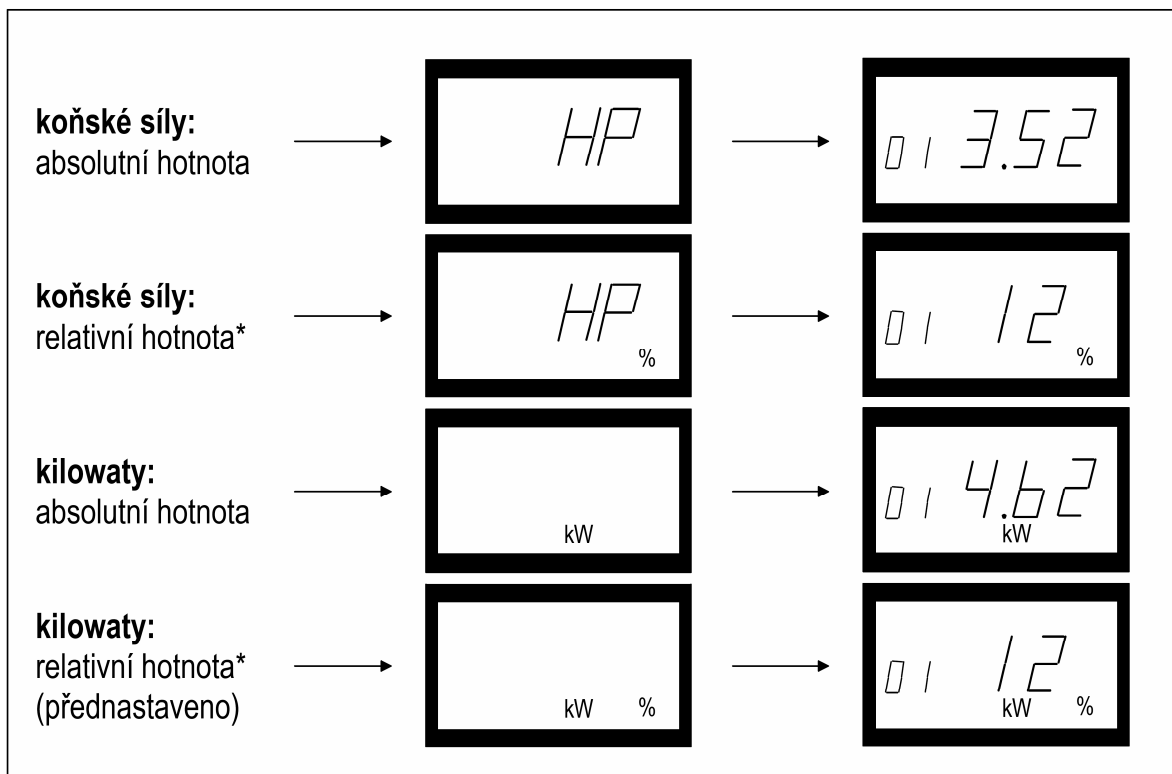 koňské síly:
absolutní hotnota
HP
01 3.52
koňské síly:
relativní hotnota*
HP
%
01 12
%
kilowaty:
absolutní hotnota
kW
01 4.62
kW
kilowaty:
relativní hotnota*
(přednastaveno)
kW %
01 12
kW %